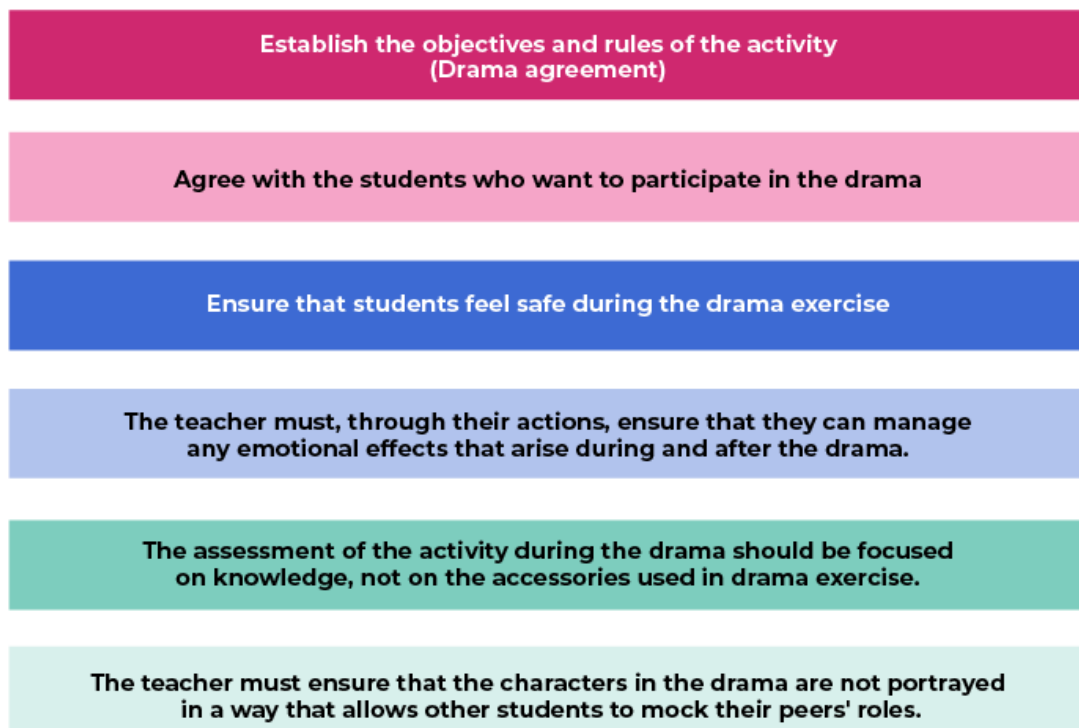 Establish the objectives and rules of the activity
(Drama agreement)
Agree with the students who want to participate in the drama
Ensure that students feel safe during the drama exercise
The teacher must, through their actions, ensure that they can manage
any emotional effects that arise during and after the drama.
The assessment of the activity during the drama should be focused
on knowledge, not on the accessories used in drama exercise.
The teacher must ensure that the characters in the drama are not portrayed
in a way that allows other students to mock their peers' roles.